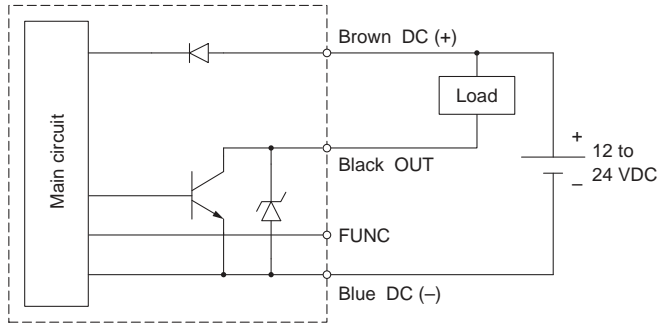 Brown DC (+)
Load
Main circuit
Black OUT
+
12 to
–
24 VDC
FUNC
Blue DC (–)